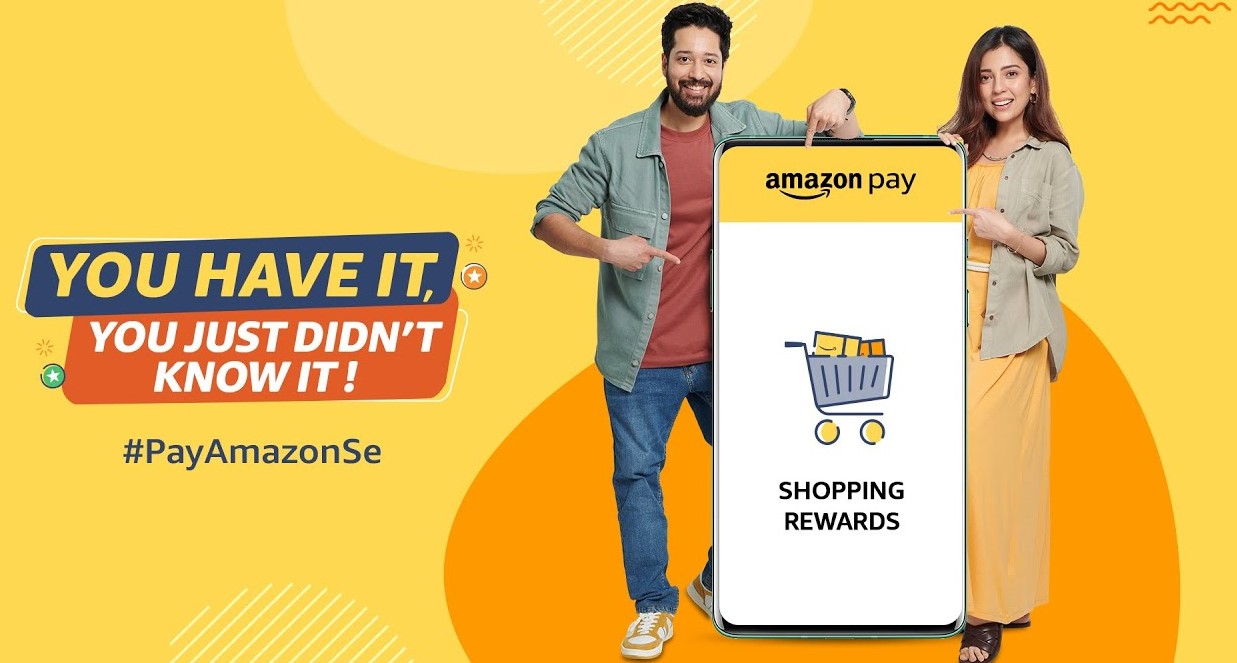 YOU HAVE IT,
YOU JUST DIDN'T
KNOW IT!
#PayAmazonSe
amazon pay
SHOPPING
REWARDS